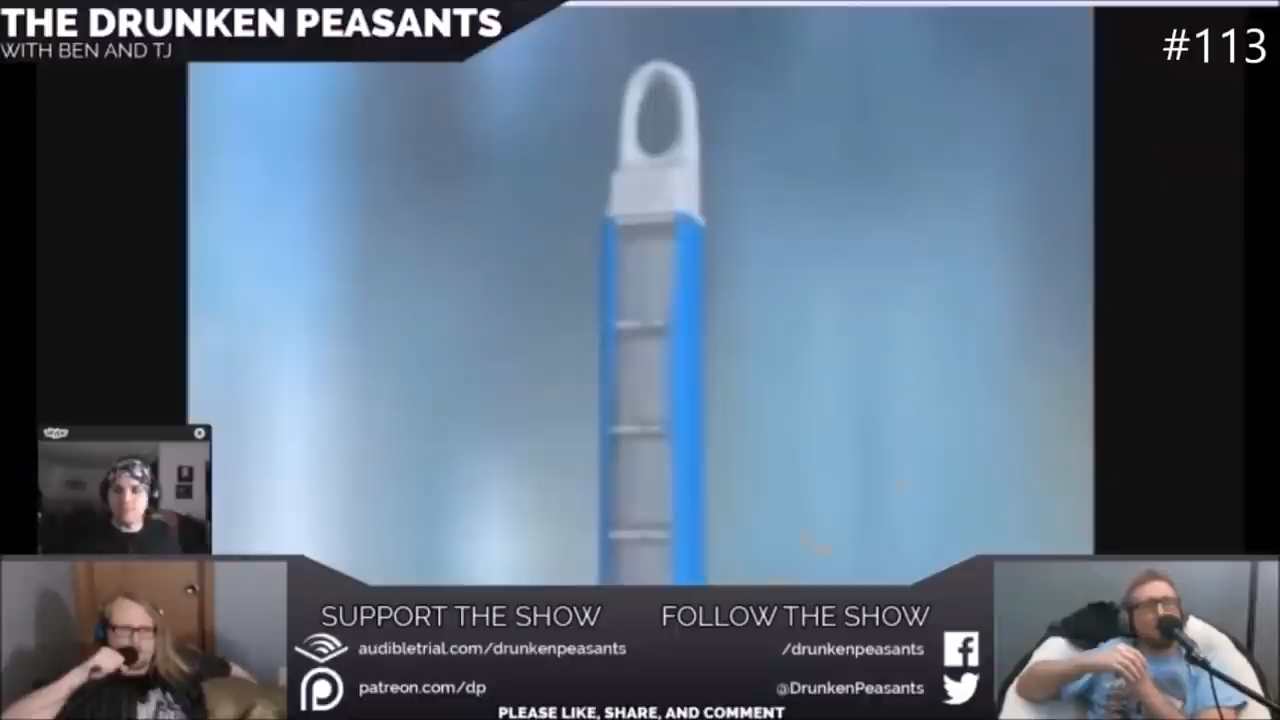 THE DRUNKEN PEASANTS
WITH BEN AND TJ
#113
skype
SUPPORT THE SHOW
audibletrial.com/drunkenpeasants
patreon.com/dp
FOLLOW THE SHOW
/drunkenpeasants
@DrunkenPeasants
PLEASE LIKE, SHARE, AND COMMENT